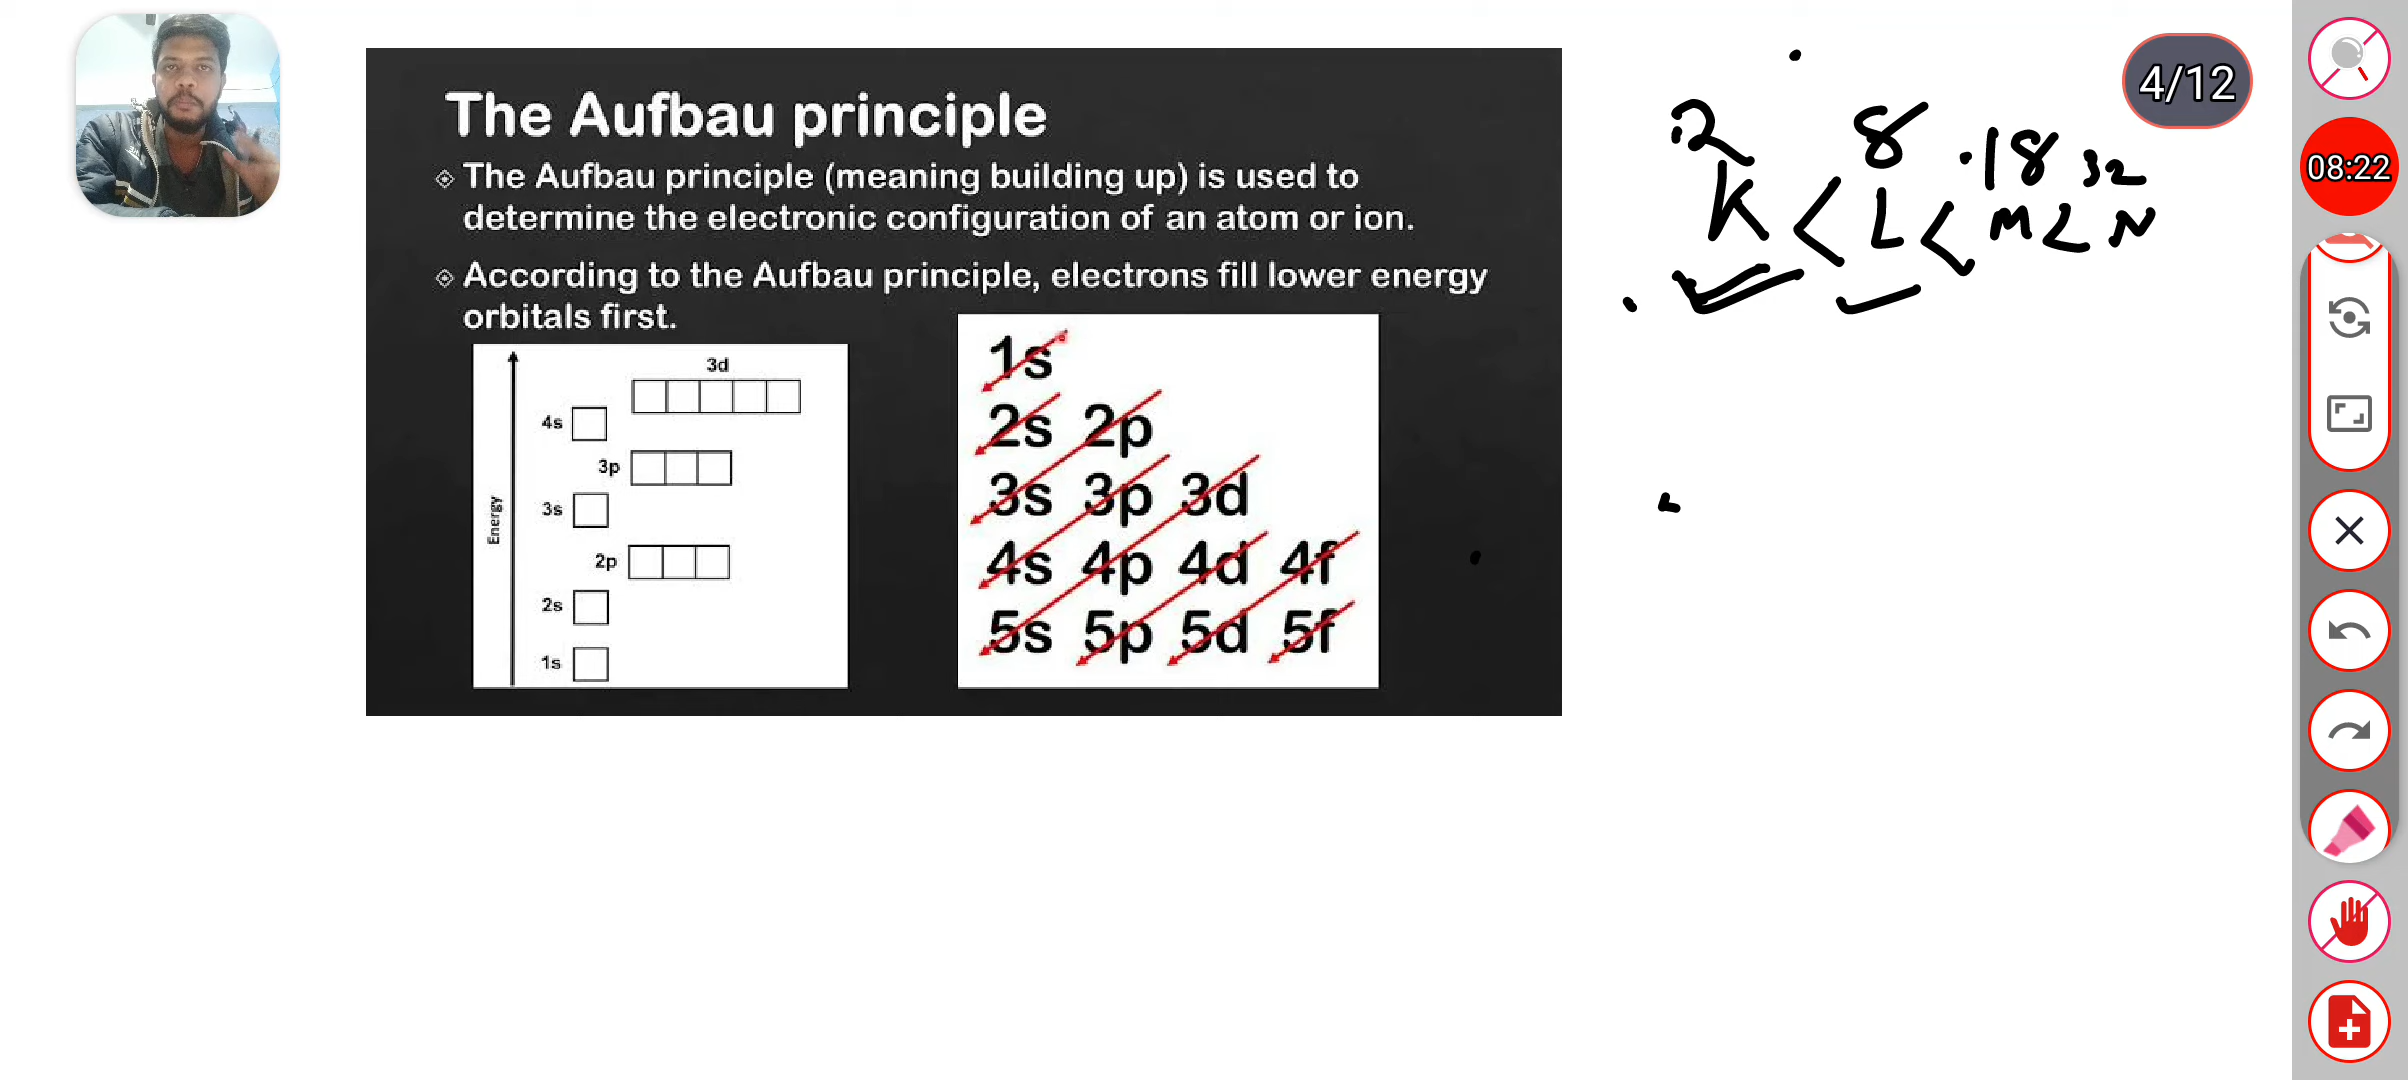 The Aufbau principle
The Aufbau principle (meaning building up) is used to
determine the electronic configuration of an atom or ion.
According to the Aufbau principle, electrons fill lower energy
orbitals first.
Energy
3d
4s
3p
3s
2p
2s
1s
1s
2s 2p
3s 3p 3d
4s 4p 4d 4f
5s 5p 5d 5f
2 8 18 32
K < L < M < N
4/12
08:22